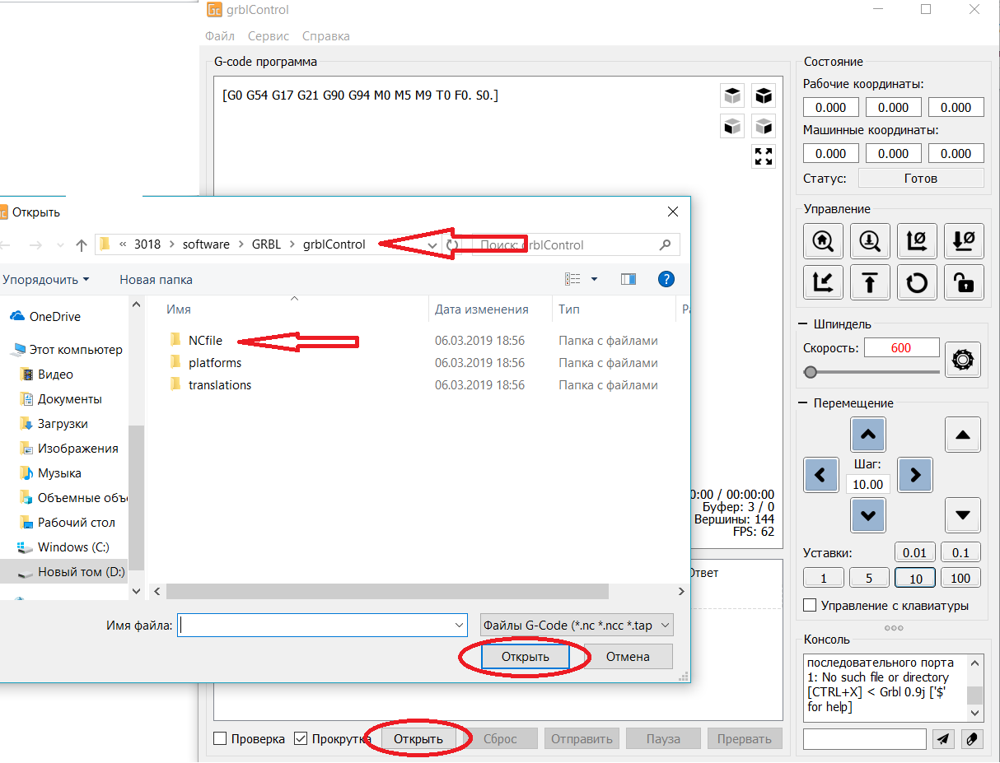 grblControl
Файл Сервис Справка
G-code программа
[G0 G54 G17 G21 G90 G94 M0 M5 M9 T0 F0. S0.]
0:00 / 00:00:00
Буфер: 3 / 0
Вершины: 144
FPS: 62
Ответ
Проверка Прокрутка Открыть Сброс Отправить Пауза Прервать
Открыть
« 3018 > software > GRBL > grblControl Поиск: grblControl
Упорядочить Новая папка
Имя Дата изменения Тип Р
OneDrive
Этот компьютер
Видео
Документы
Загрузки
Изображения
Музыка
Объемные объ
Рабочий стол
Windows (C:)
Новый том (D:)
NCfile 06.03.2019 18:56 Папка с файлами
platforms 06.03.2019 18:56 Папка с файлами
translations 06.03.2019 18:56 Папка с файлами
Имя файла: Файлы G-Code (*.nc *.ncc *.tap
Открыть Отмена
Состояние
Рабочие координаты:
0.000 0.000 0.000
Машинные координаты:
0.000 0.000 0.000
Статус: Готов
Управление
Шпиндель
Скорость: 600
Перемещение
Шаг:
10.00
Уставки: 0.01 0.1
1 5 10 100
Управление с клавиатуры
Консоль
последовательного порта
1: No such file or directory
[CTRL+X] < Grbl 0.9j ['$'
for help]